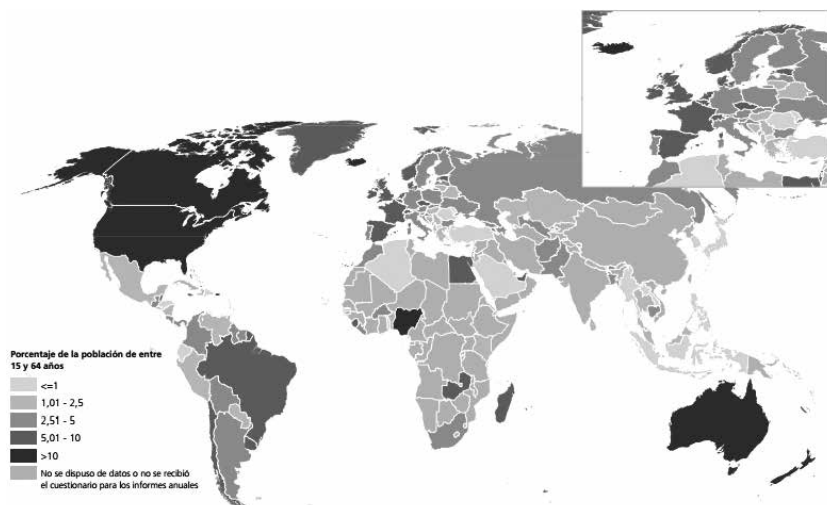 Porcentaje de la población de entre
15 y 64 años
<=1
1,01 - 2,5
2,51 - 5
5,01 - 10
>10
No se dispuso de datos o no se recibió
el cuestionario para los informes anuales